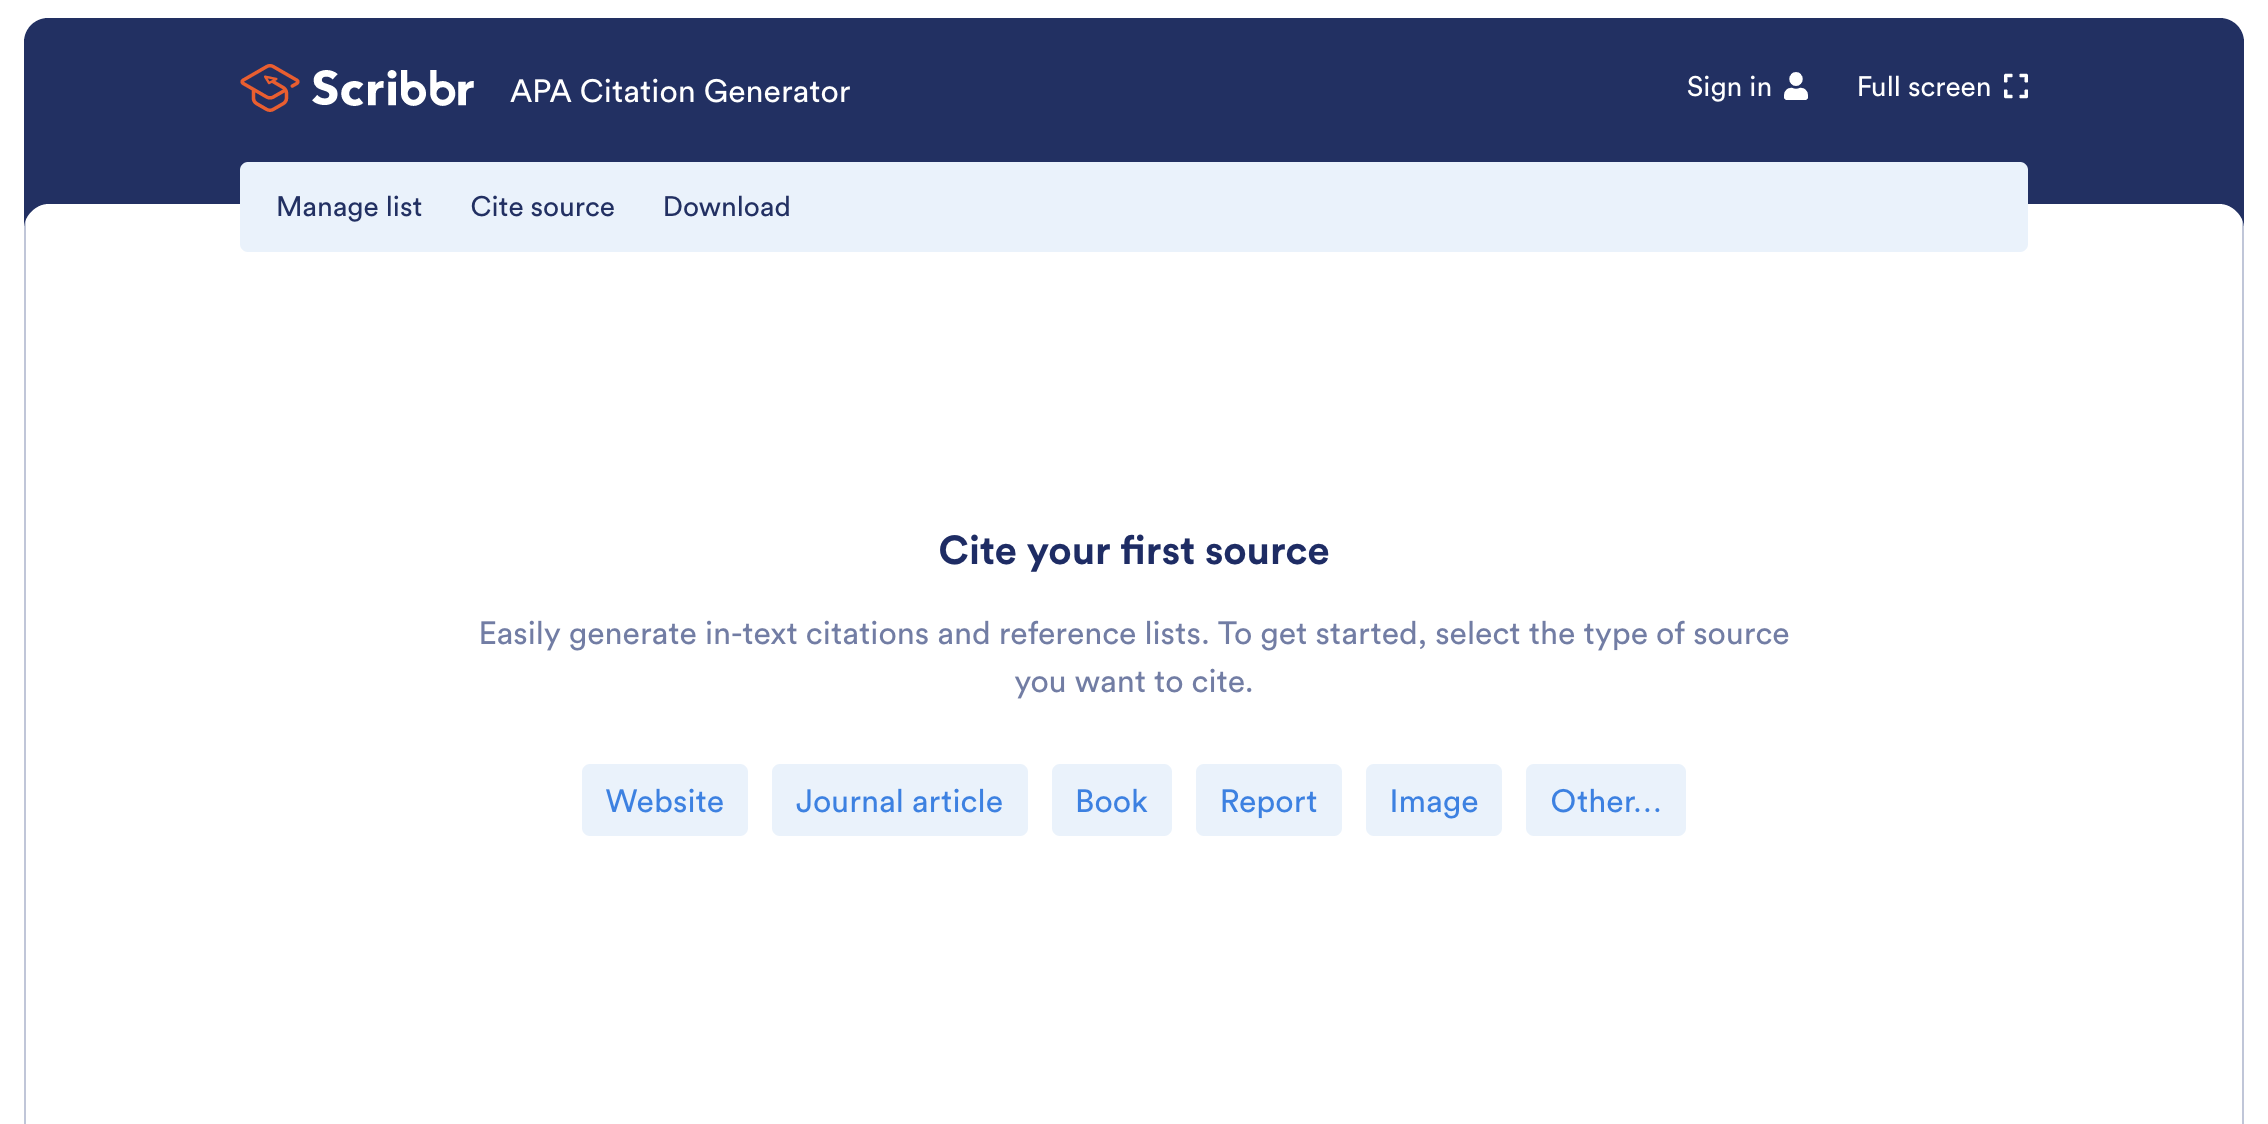 Scribbr APA Citation Generator Sign in Full screen
Manage list Cite source Download
Cite your first source
Easily generate in-text citations and reference lists. To get started, select the type of source
you want to cite.
Website Journal article Book Report Image Other...